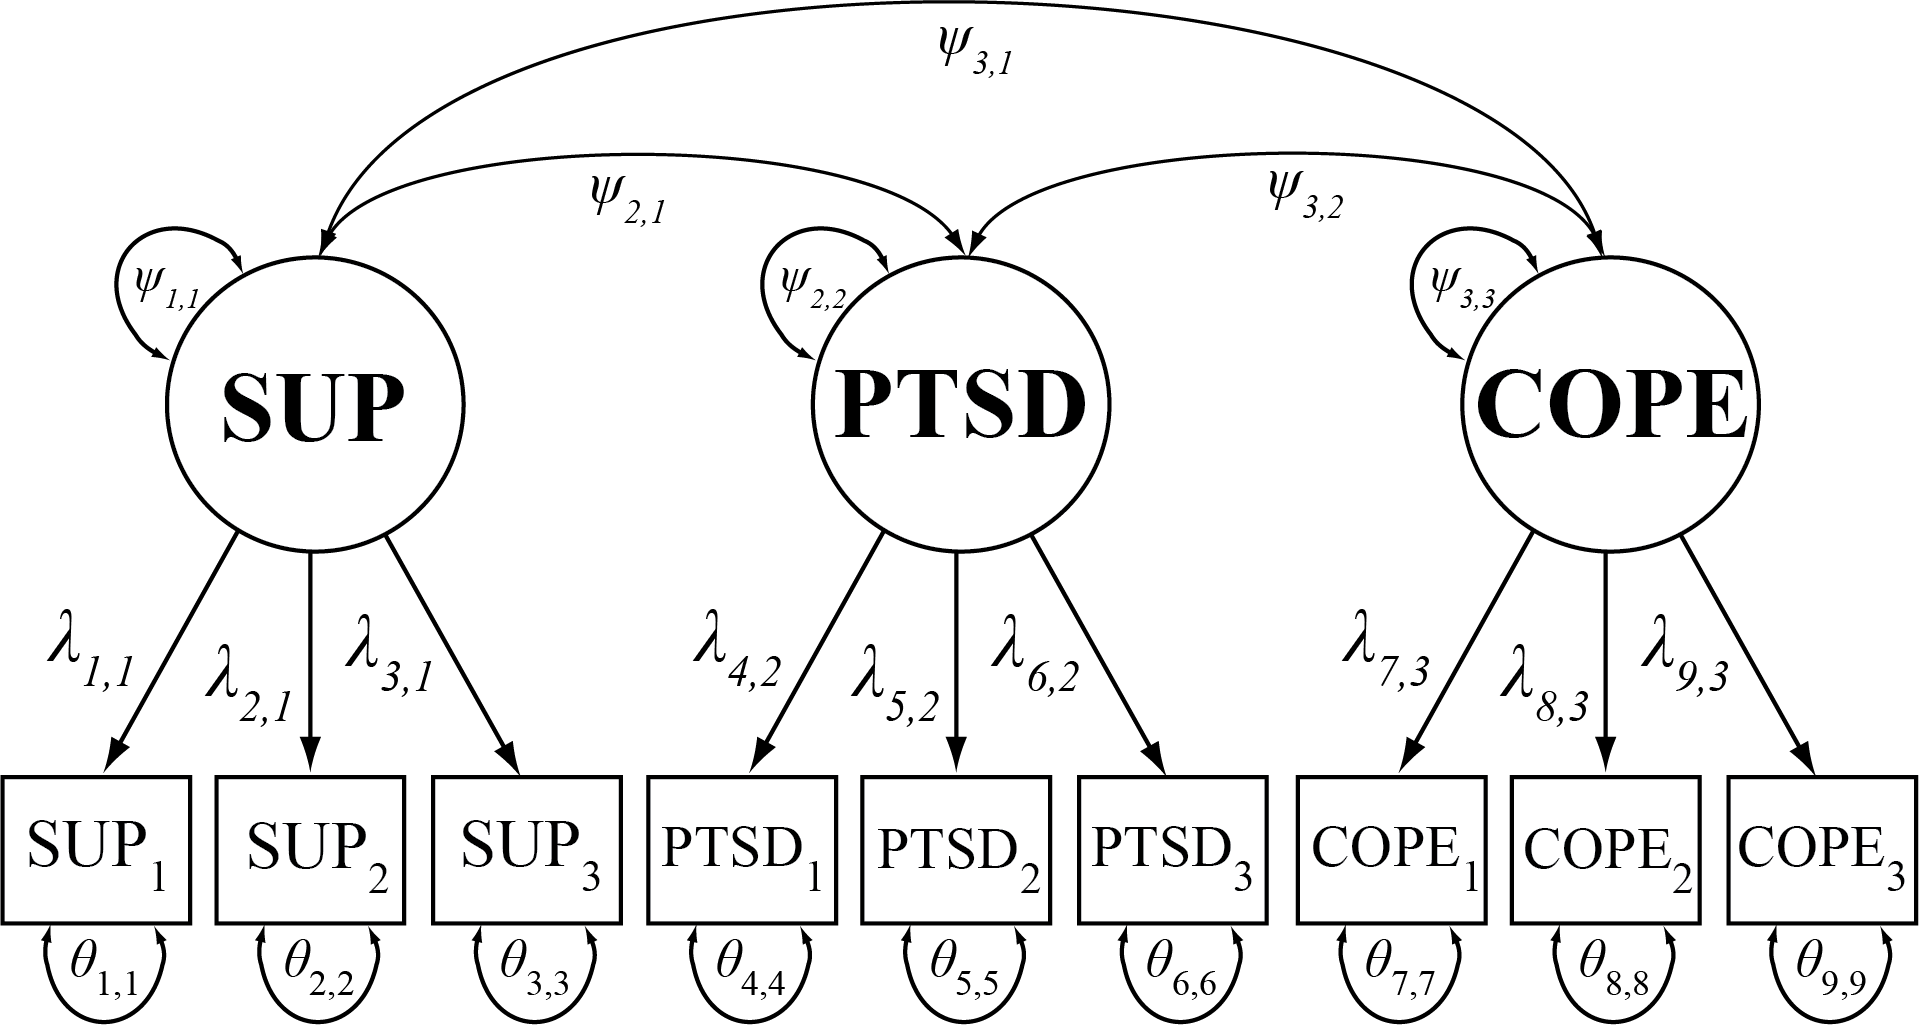 ψ3,1
ψ2,1 ψ3,2
ψ1,1 ψ2,2 ψ3,3
SUP PTSD COPE
λ1,1 λ2,1 λ3,1 λ4,2 λ5,2 λ6,2 λ7,3 λ8,3 λ9,3
SUP1 SUP2 SUP3 PTSD1 PTSD2 PTSD3 COPE1 COPE2 COPE3
θ1,1 θ2,2 θ3,3 θ4,4 θ5,5 θ6,6 θ7,7 θ8,8 θ9,9